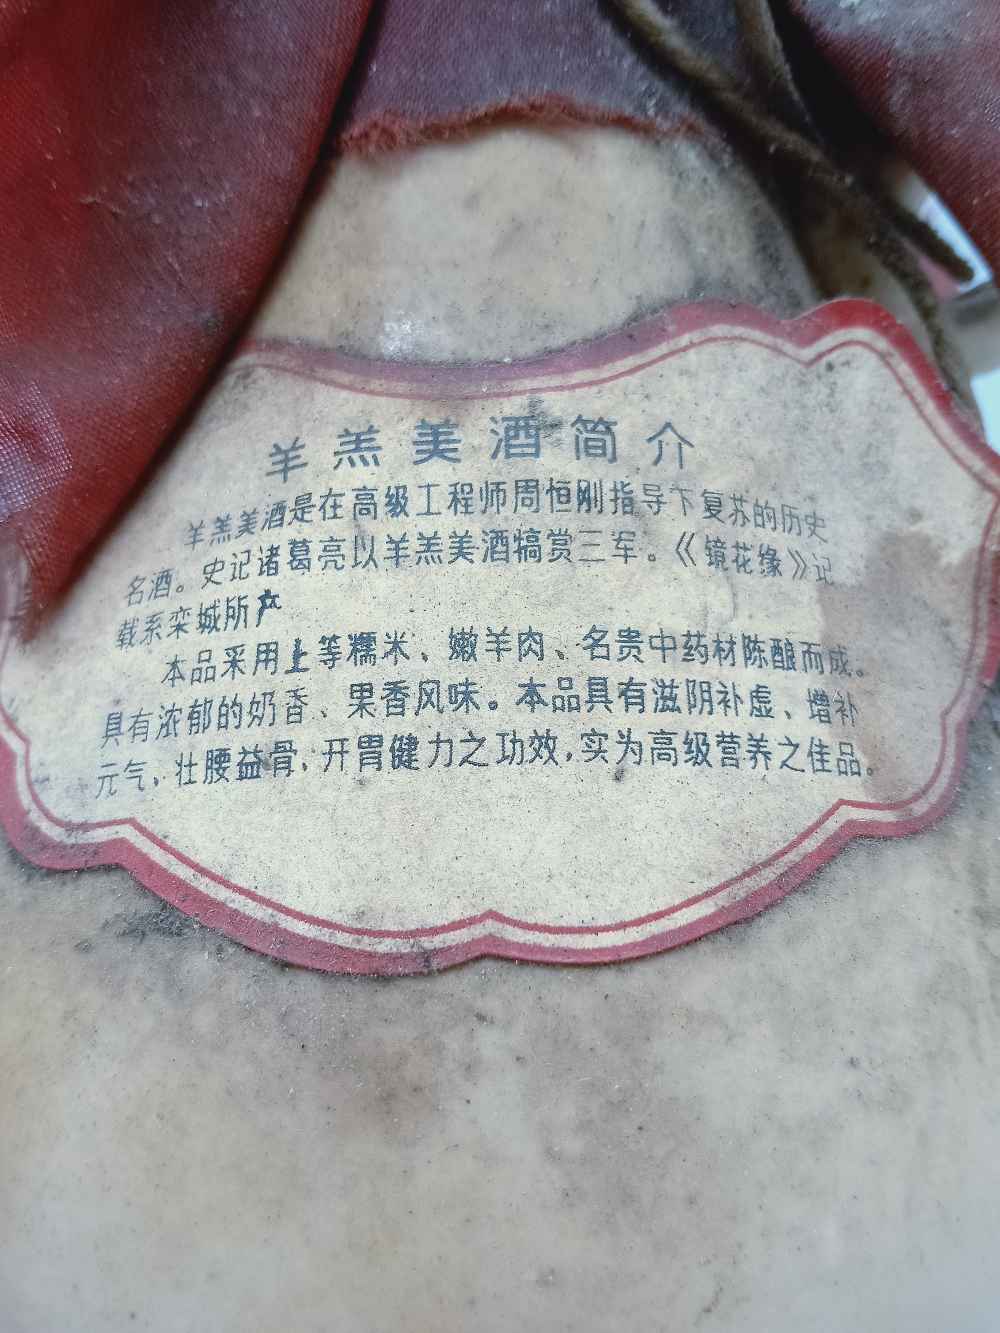 羊羔美酒简介
羊羔美酒是在高级工程师周恒刚指导下复苏的历史
名酒。史记诸葛亮以羊羔美酒犒赏三军。《镜花缘》记
载系栾城所产
本品采用上等糯米、嫩羊肉、名贵中药材陈酿而成。
具有浓郁的奶香、果香风味。本品具有滋阴补虚、增补
元气,壮腰益骨,开胃健力之功效,实为高级营养之佳品。